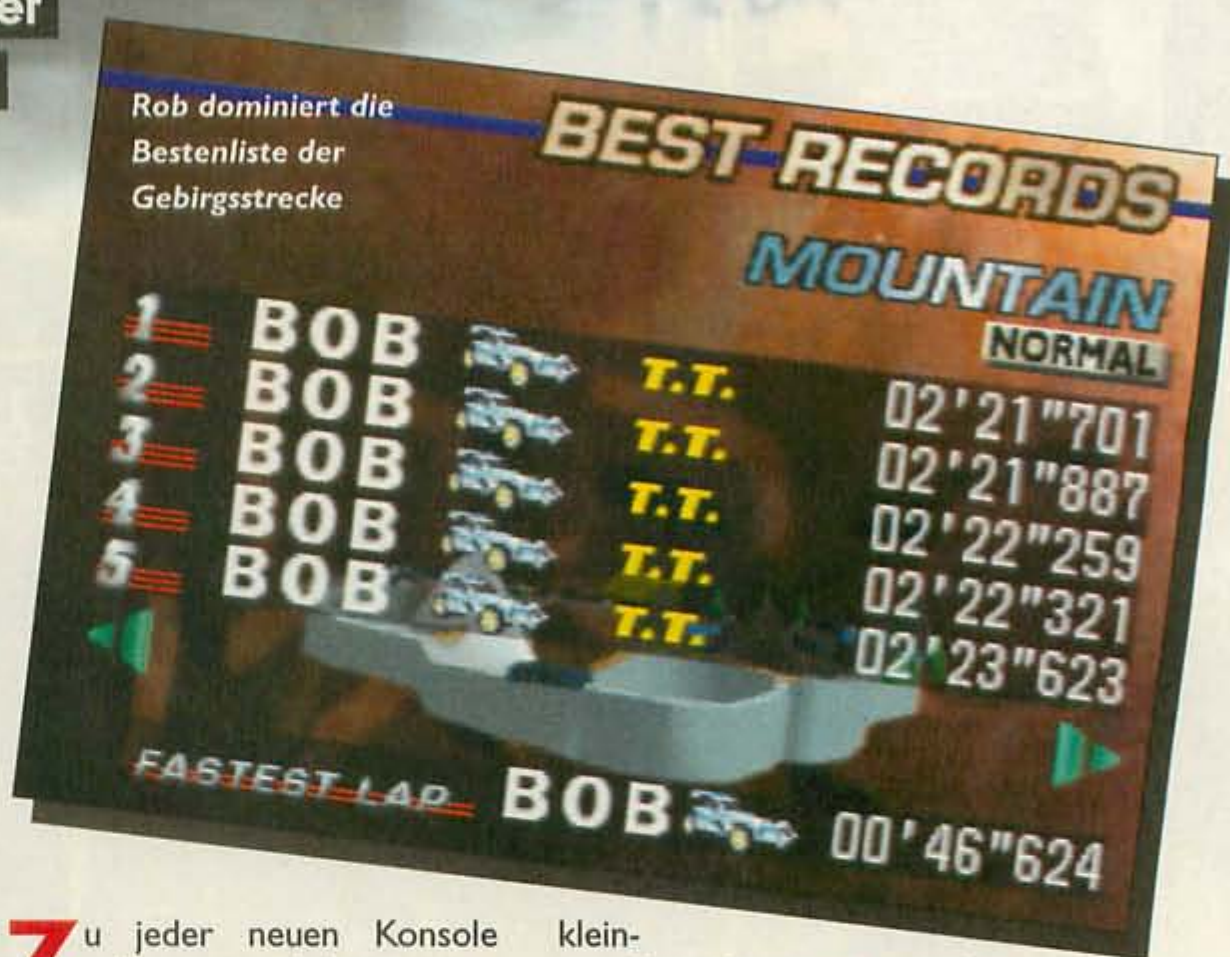 er
Rob dominiert die
Bestenliste der
Gebirgsstrecke
BEST RECORDS
MOUNTAIN
NORMAL
1 BOB T.T. 02'21"701
2 BOB T.T. 02'21"887
3 BOB T.T. 02'22"259
4 BOB T.T. 02'22"321
5 BOB T.T. 02'23"623
FASTEST LAP BOB 00'46"624
Zu jeder neuen Konsole klein-